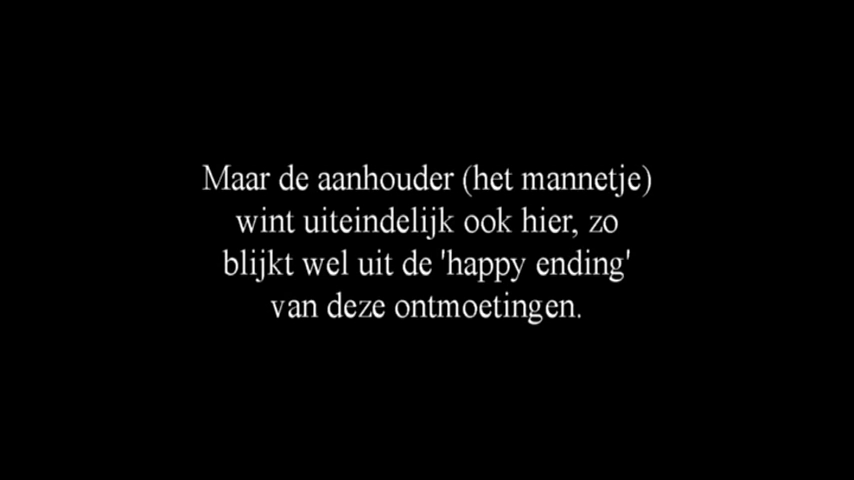 Maar de aanhouder (het mannetje)
wint uiteindelijk ook hier, zo
blijkt wel uit de 'happy ending'
van deze ontmoetingen.